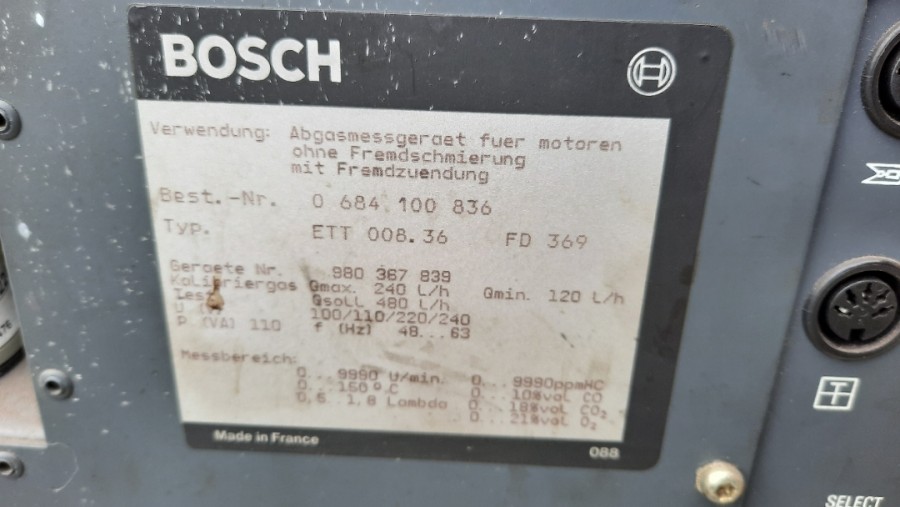 BOSCH
Verwendung: Abgasmessgeraet fuer motoren
ohne Fremdschmierung
mit Fremdzuendung
Best.-Nr. 0 684 100 836
Typ. ETT 008.36 FD 369
Geraete Nr. 980 367 839
Kalibriergas Qmax. 240 l/h Qmin. 120 l/h
Test Qsoll 480 l/h
U 100/110/220/240
P (VA) 110 f (Hz) 48...63
Messbereich:
0...9990 U/min. 0...9990ppmHC
0...150°C 0...10%vol CO
0,5...1,8 Lambda 0...18%vol CO₂
0...21%vol O₂
Made in France 088
SELECT